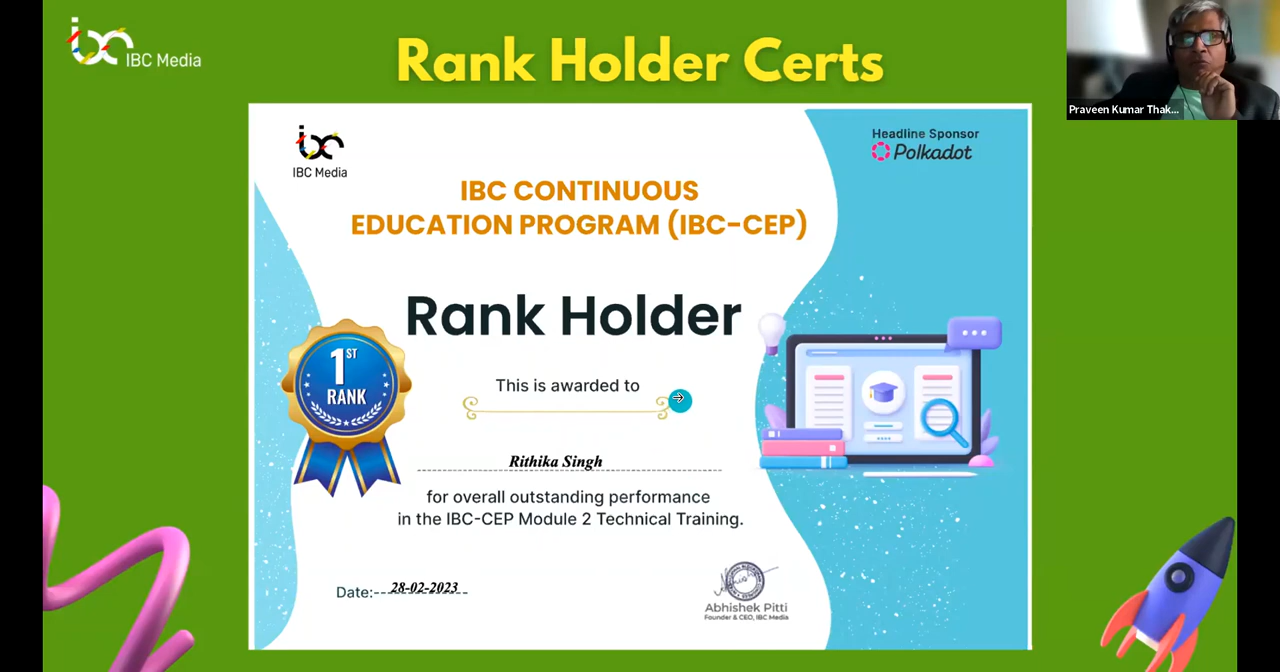 IBC Media
Rank Holder Certs
Praveen Kumar Thak...
IBC Media
Headline Sponsor
Polkadot
IBC CONTINUOUS
EDUCATION PROGRAM (IBC-CEP)
Rank Holder
1ST
RANK
This is awarded to
Rithika Singh
for overall outstanding performance
in the IBC-CEP Module 2 Technical Training.
Date:--28-02-2023--
Abhishek Pitti
Founder & CEO, IBC Media